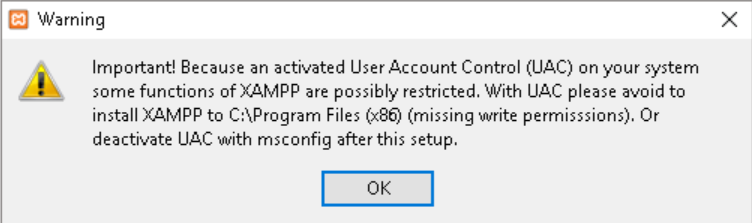 Warning
Important! Because an activated User Account Control (UAC) on your system
some functions of XAMPP are possibly restricted. With UAC please avoid to
install XAMPP to C:\Program Files (x86) (missing write permisssions). Or
deactivate UAC with msconfig after this setup.
OK